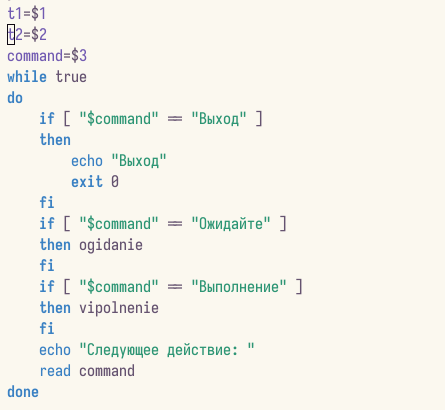 t1=$1
t2=$2
command=$3
while true
do
    if [ "$command" == "Выход" ]
    then
        echo "Выход"
        exit 0
    fi
    if [ "$command" == "Ожидайте" ]
    then ogidanie
    fi
    if [ "$command" == "Выполнение" ]
    then vipolnenie
    fi
    echo "Следующее действие: "
    read command
done